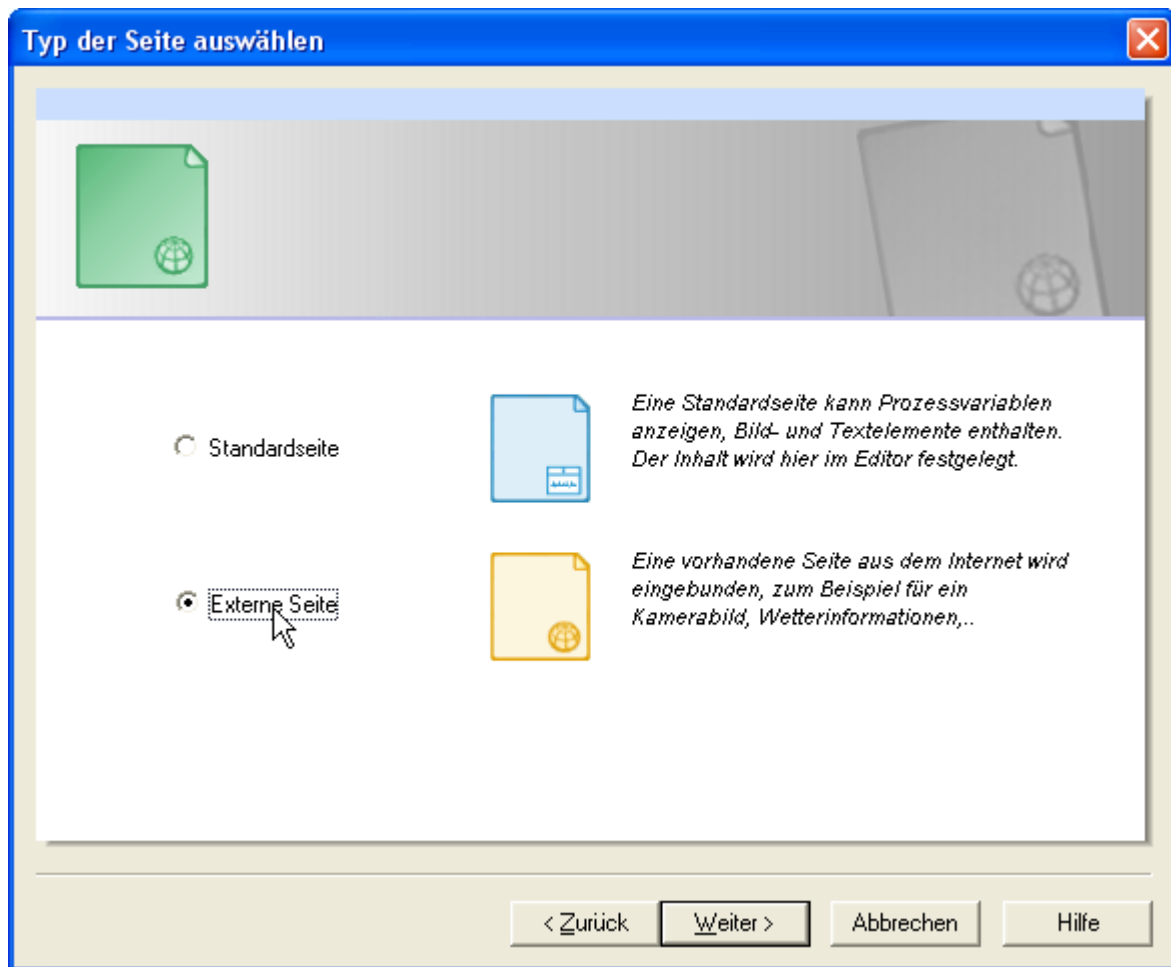 Typ der Seite auswählen
Standardseite
Eine Standardseite kann Prozessvariablen
anzeigen, Bild- und Textelemente enthalten.
Der Inhalt wird hier im Editor festgelegt.
Externe Seite
Eine vorhandene Seite aus dem Internet wird
eingebunden, zum Beispiel für ein
Kamerabild, Wetterinformationen,..
< Zurück
Weiter >
Abbrechen
Hilfe